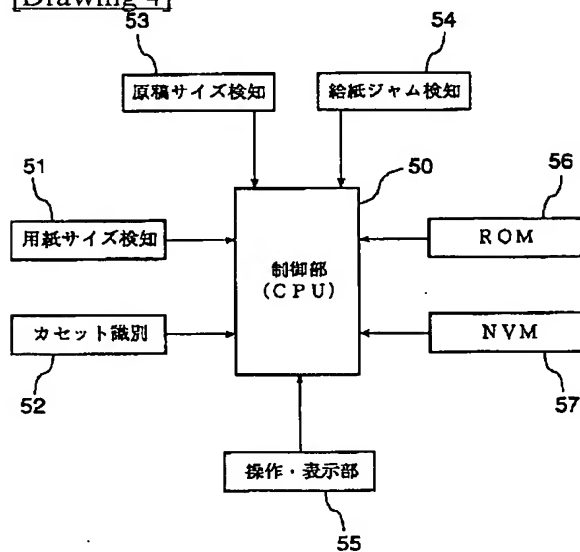 [Drawing 4]
53
54
原稿サイズ検知
給紙ジャム検知
51
50
56
用紙サイズ検知
ROM
制御部
(CPU)
カセット識別
NVM
52
57
操作・表示部
55